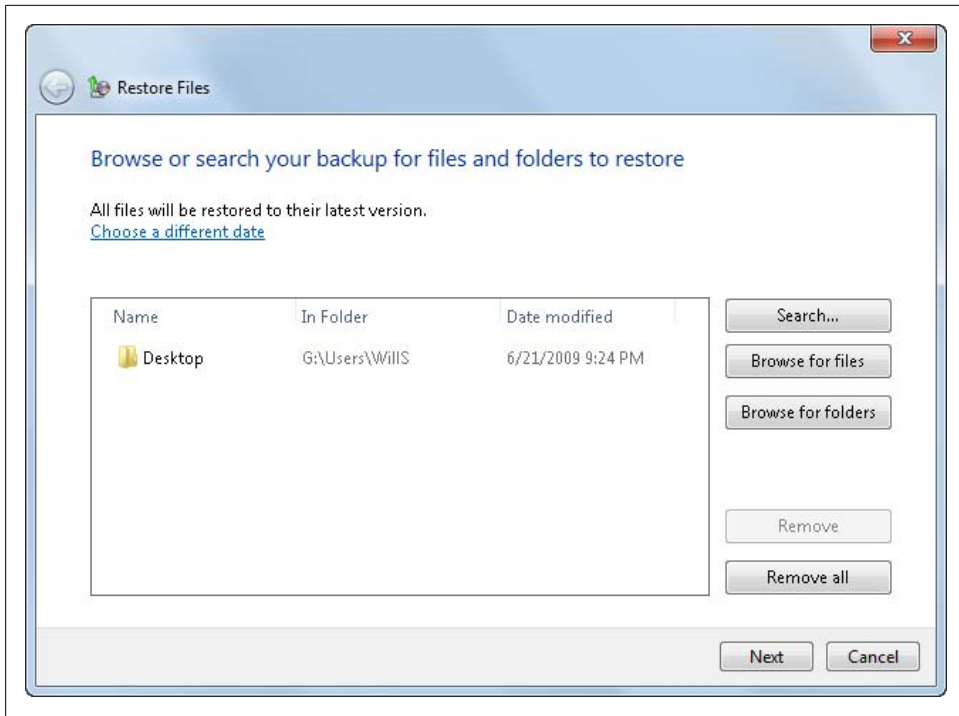 Restore Files
Browse or search your backup for files and folders to restore
All files will be restored to their latest version.
Choose a different date
Name In Folder Date modified
Desktop G:\Users\WillS 6/21/2009 9:24 PM
Search...
Browse for files
Browse for folders
Remove
Remove all
Next Cancel